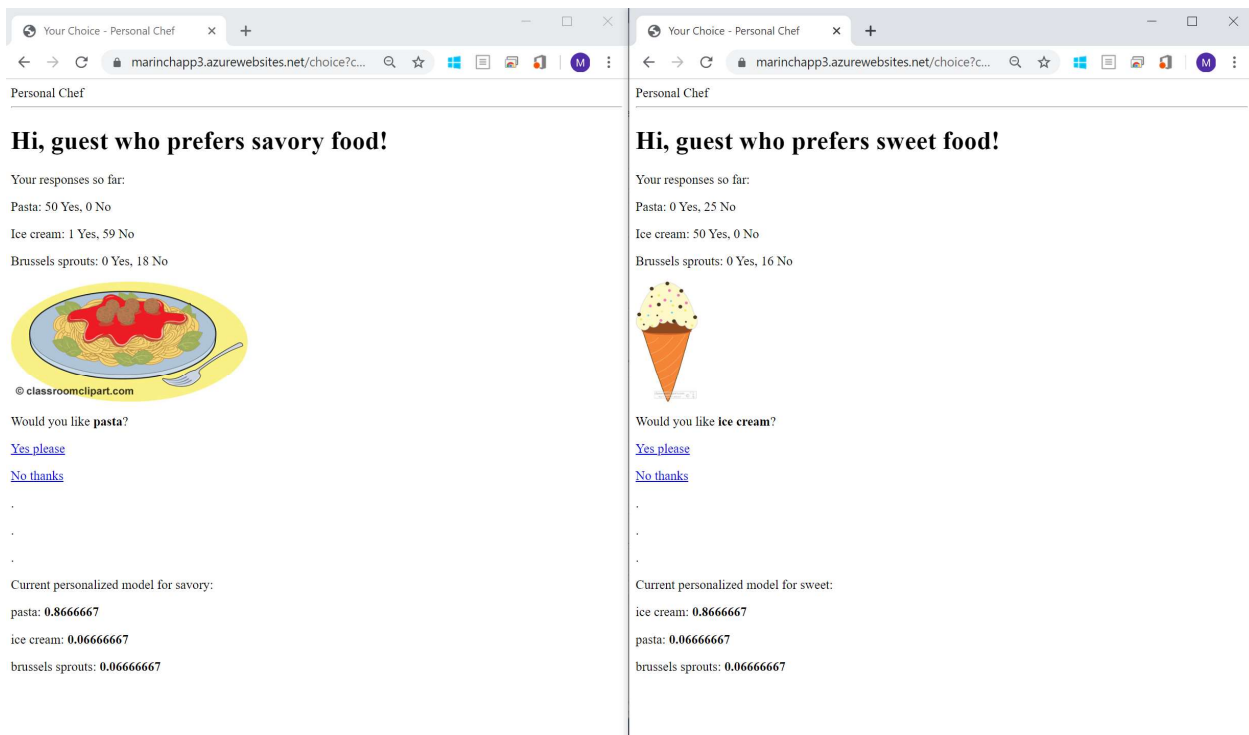 Your Choice - Personal Chef
marinchapp3.azurewebsites.net/choice?c...
M
Personal Chef
Hi, guest who prefers savory food!
Your responses so far:
Pasta: 50 Yes, 0 No
Ice cream: 1 Yes, 59 No
Brussels sprouts: 0 Yes, 18 No
© classroomclipart.com
Would you like pasta?
Yes please
No thanks
.
.
.
Current personalized model for savory:
pasta: 0.8666667
ice cream: 0.06666667
brussels sprouts: 0.06666667
Your Choice - Personal Chef
marinchapp3.azurewebsites.net/choice?c...
M
Personal Chef
Hi, guest who prefers sweet food!
Your responses so far:
Pasta: 0 Yes, 25 No
Ice cream: 50 Yes, 0 No
Brussels sprouts: 0 Yes, 16 No
Would you like ice cream?
Yes please
No thanks
.
.
.
Current personalized model for sweet:
ice cream: 0.8666667
pasta: 0.06666667
brussels sprouts: 0.06666667